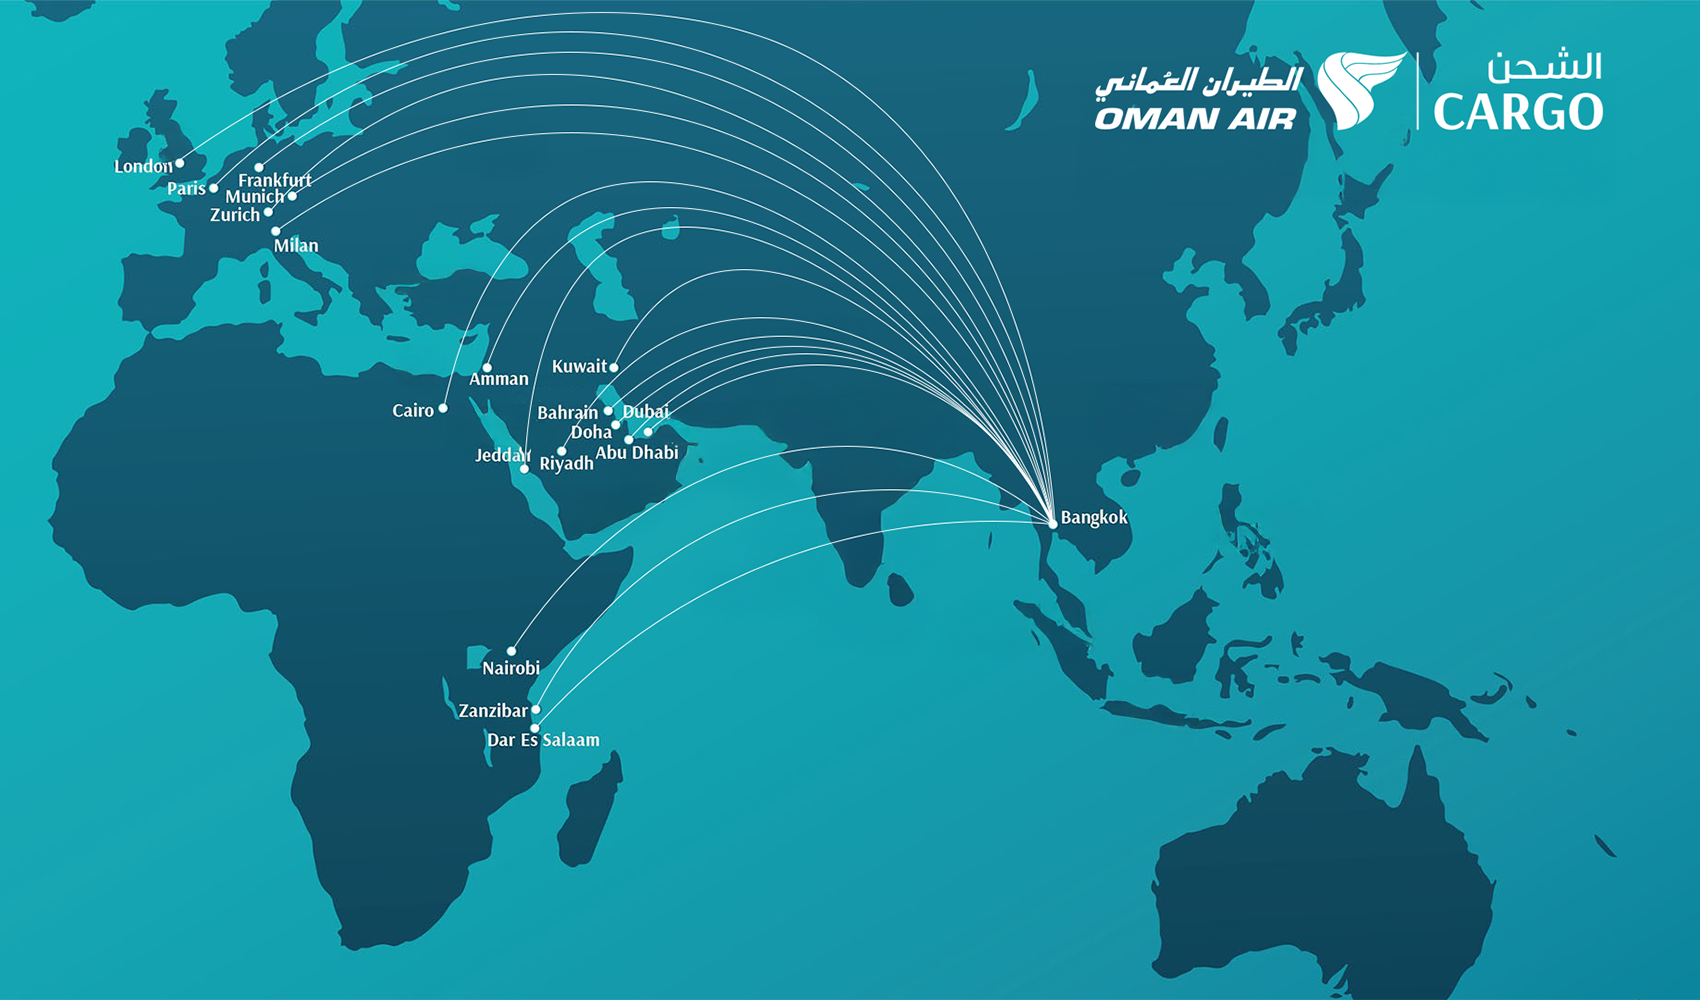 الطيران العُماني
OMAN AIR
الشحن
CARGO
London
Paris
Frankfurt
Munich
Zurich
Milan
Kuwait
Amman
Cairo
Bahrain
Dubai
Doha
Abu Dhabi
Jeddah
Riyadh
Bangkok
Nairobi
Zanzibar
Dar Es Salaam